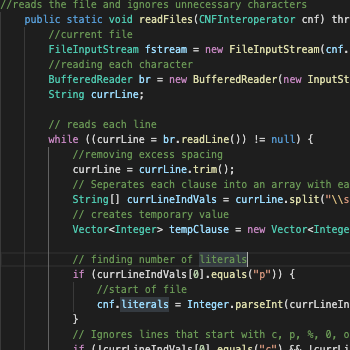 //reads the file and ignores unnecessary characters
public static void readFiles(CNFInteroperator cnf) thr
//current file
FileInputStream fstream = new FileInputStream(cnf.
//reading each character
BufferedReader br = new BufferedReader(new InputSt
String currLine;
// reads each line
while ((currLine = br.readLine()) != null) {
//removing excess spacing
currLine = currLine.trim();
// Seperates each clause into an array with ea
String[] currLineIndVals = currLine.split("\\s
// creates temporary value
Vector<Integer> tempClause = new Vector<Intege
// finding number of literals
if (currLineIndVals[0].equals("p")) {
//start of file
cnf.literals = Integer.parseInt(currLineIn
}
// Ignores lines that start with c, p, %, 0, o
if (!currLineIndVals[0].equals("c") && !currLi